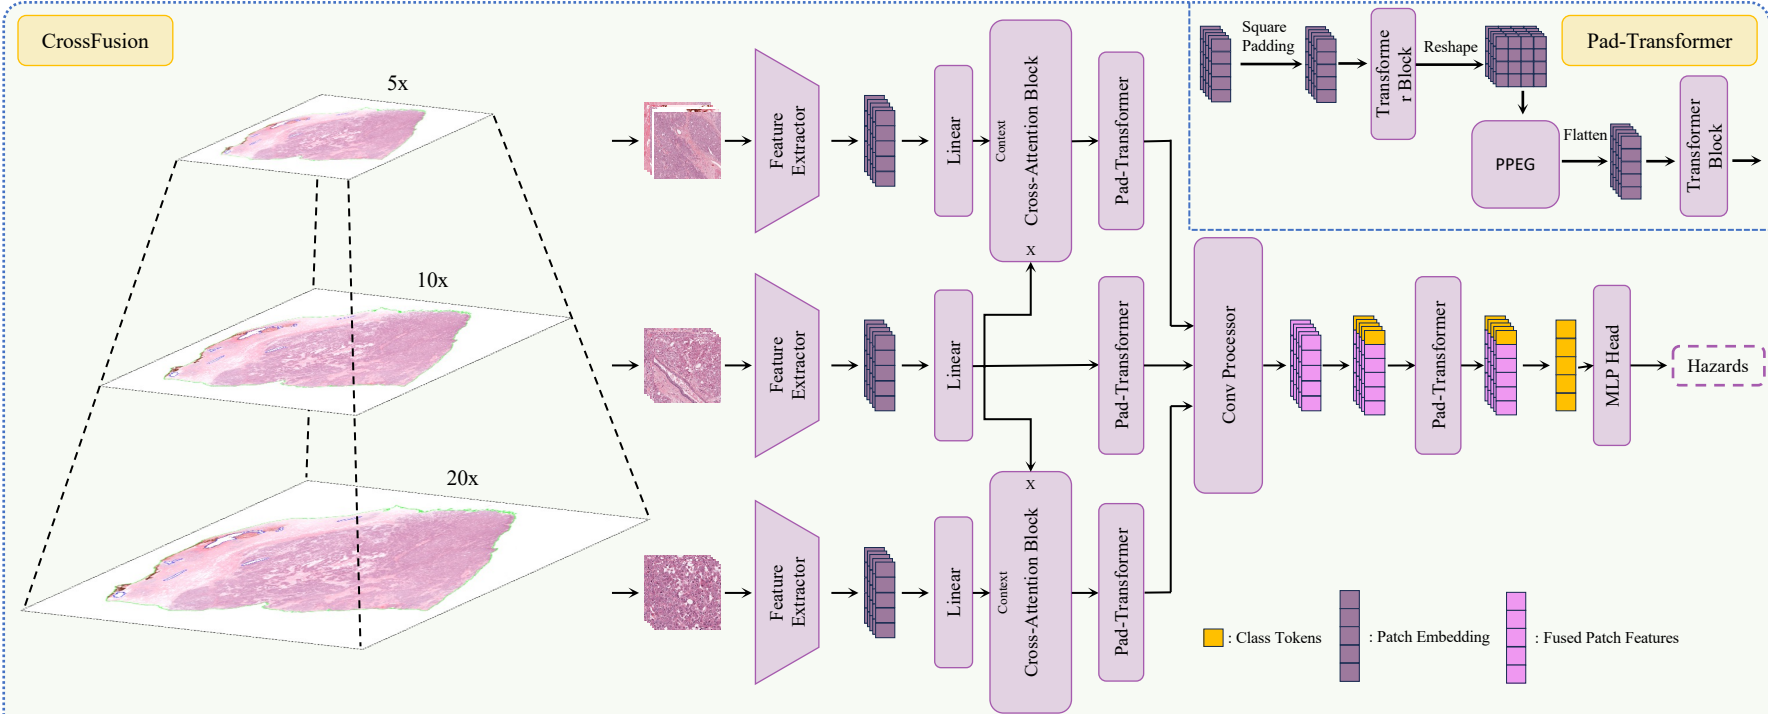 CrossFusion
5x
10x
20x
Feature
Extractor
Linear
Context
Cross-Attention Block
X
Pad-Transformer
Feature
Extractor
Linear
Pad-Transformer
Feature
Extractor
Linear
Context
Cross-Attention Block
X
Pad-Transformer
Conv Processor
Pad-Transformer
MLP Head
Hazards
Square
Padding
Transforme
r Block
Reshape
Pad-Transformer
PPEG
Flatten
Transformer
Block
: Class Tokens
: Patch Embedding
: Fused Patch Features